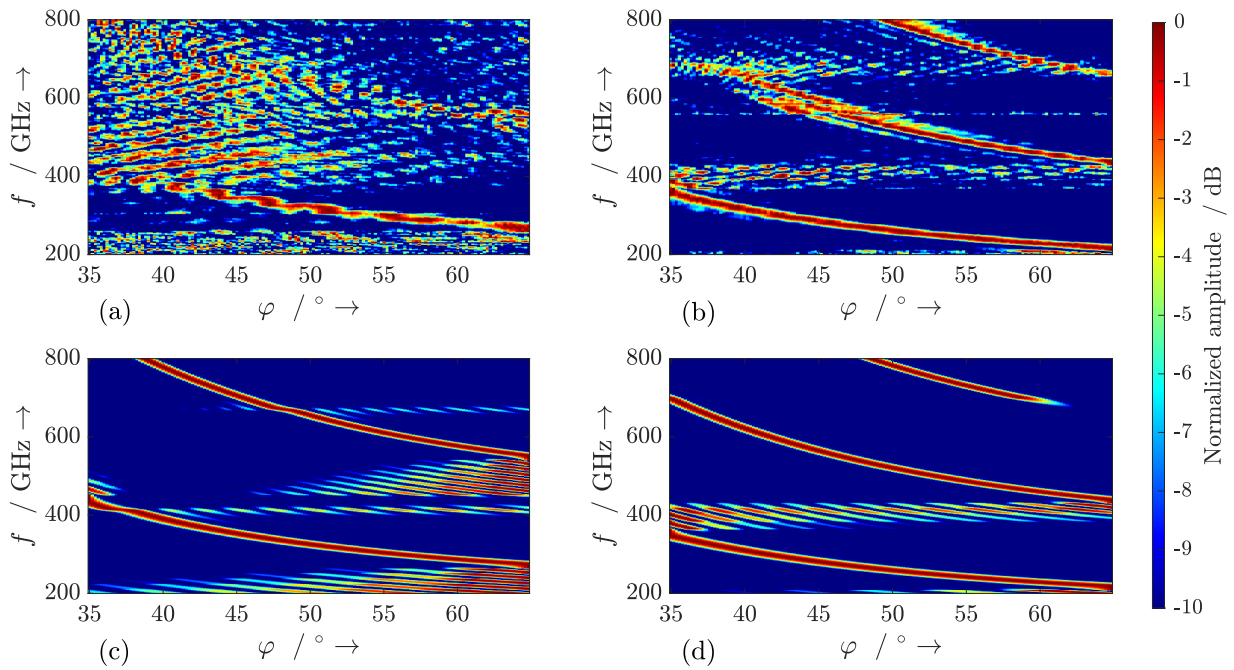 800
600
400
200
f / GHz →
35 40 45 50 55 60
φ / ° →
(a)
800
600
400
200
f / GHz →
35 40 45 50 55 60
φ / ° →
(b)
800
600
400
200
f / GHz →
35 40 45 50 55 60
φ / ° →
(c)
800
600
400
200
f / GHz →
35 40 45 50 55 60
φ / ° →
(d)
0
-1
-2
-3
-4
-5
-6
-7
-8
-9
-10
Normalized amplitude / dB